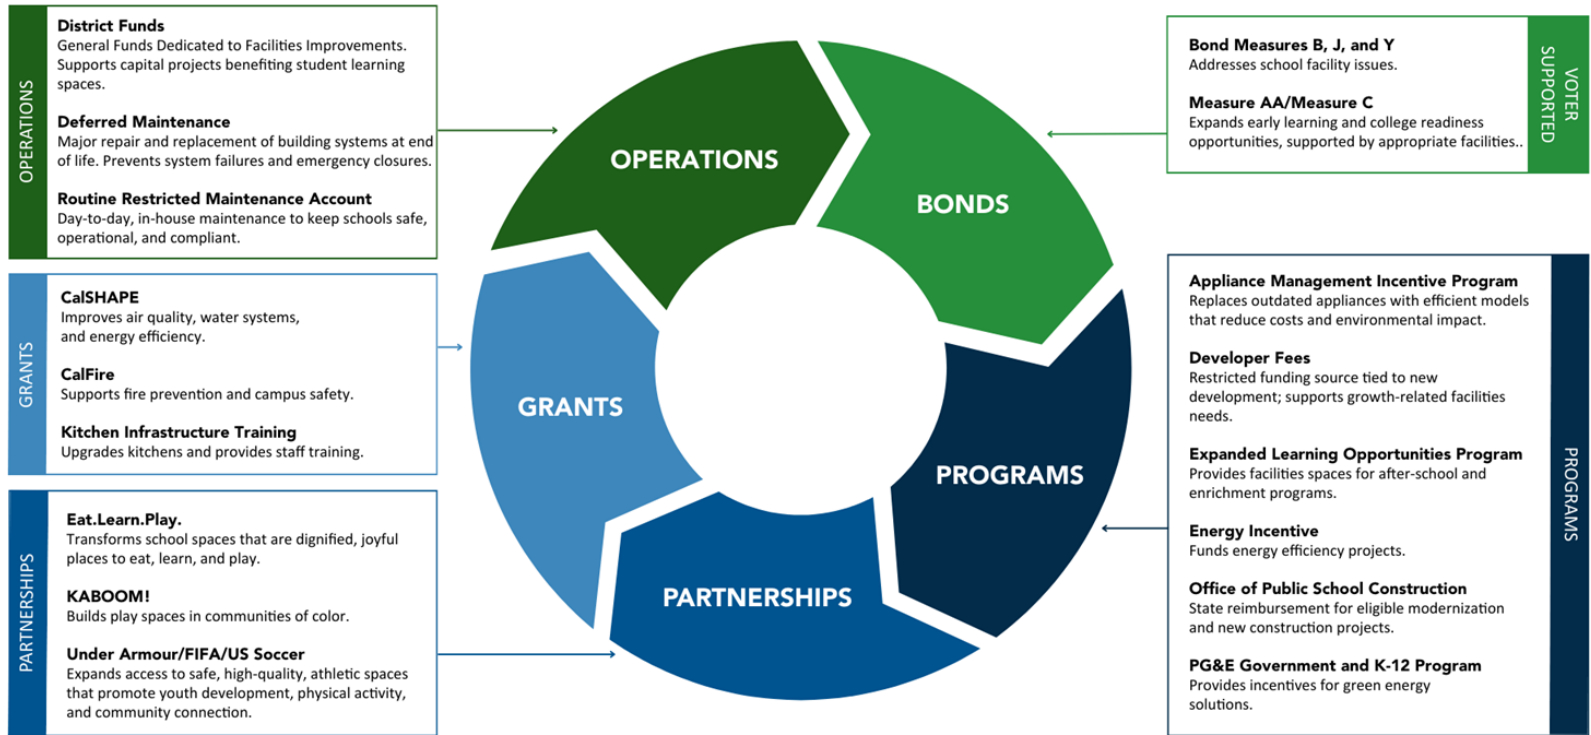 OPERATIONS
District Funds
General Funds Dedicated to Facilities Improvements.
Supports capital projects benefiting student learning
spaces.
Deferred Maintenance
Major repair and replacement of building systems at end
of life. Prevents system failures and emergency closures.
Routine Restricted Maintenance Account
Day-to-day, in-house maintenance to keep schools safe,
operational, and compliant.
GRANTS
CalSHAPE
Improves air quality, water systems,
and energy efficiency.
CalFire
Supports fire prevention and campus safety.
Kitchen Infrastructure Training
Upgrades kitchens and provides staff training.
PARTNERSHIPS
Eat.Learn.Play.
Transforms school spaces that are dignified, joyful
places to eat, learn, and play.
KABOOM!
Builds play spaces in communities of color.
Under Armour/FIFA/US Soccer
Expands access to safe, high-quality, athletic spaces
that promote youth development, physical activity,
and community connection.
OPERATIONS
BONDS
GRANTS
PROGRAMS
PARTNERSHIPS
VOTER
SUPPORTED
Bond Measures B, J, and Y
Addresses school facility issues.
Measure AA/Measure C
Expands early learning and college readiness
opportunities, supported by appropriate facilities..
PROGRAMS
Appliance Management Incentive Program
Replaces outdated appliances with efficient models
that reduce costs and environmental impact.
Developer Fees
Restricted funding source tied to new
development; supports growth-related facilities
needs.
Expanded Learning Opportunities Program
Provides facilities spaces for after-school and
enrichment programs.
Energy Incentive
Funds energy efficiency projects.
Office of Public School Construction
State reimbursement for eligible modernization
and new construction projects.
PG&E Government and K-12 Program
Provides incentives for green energy
solutions.